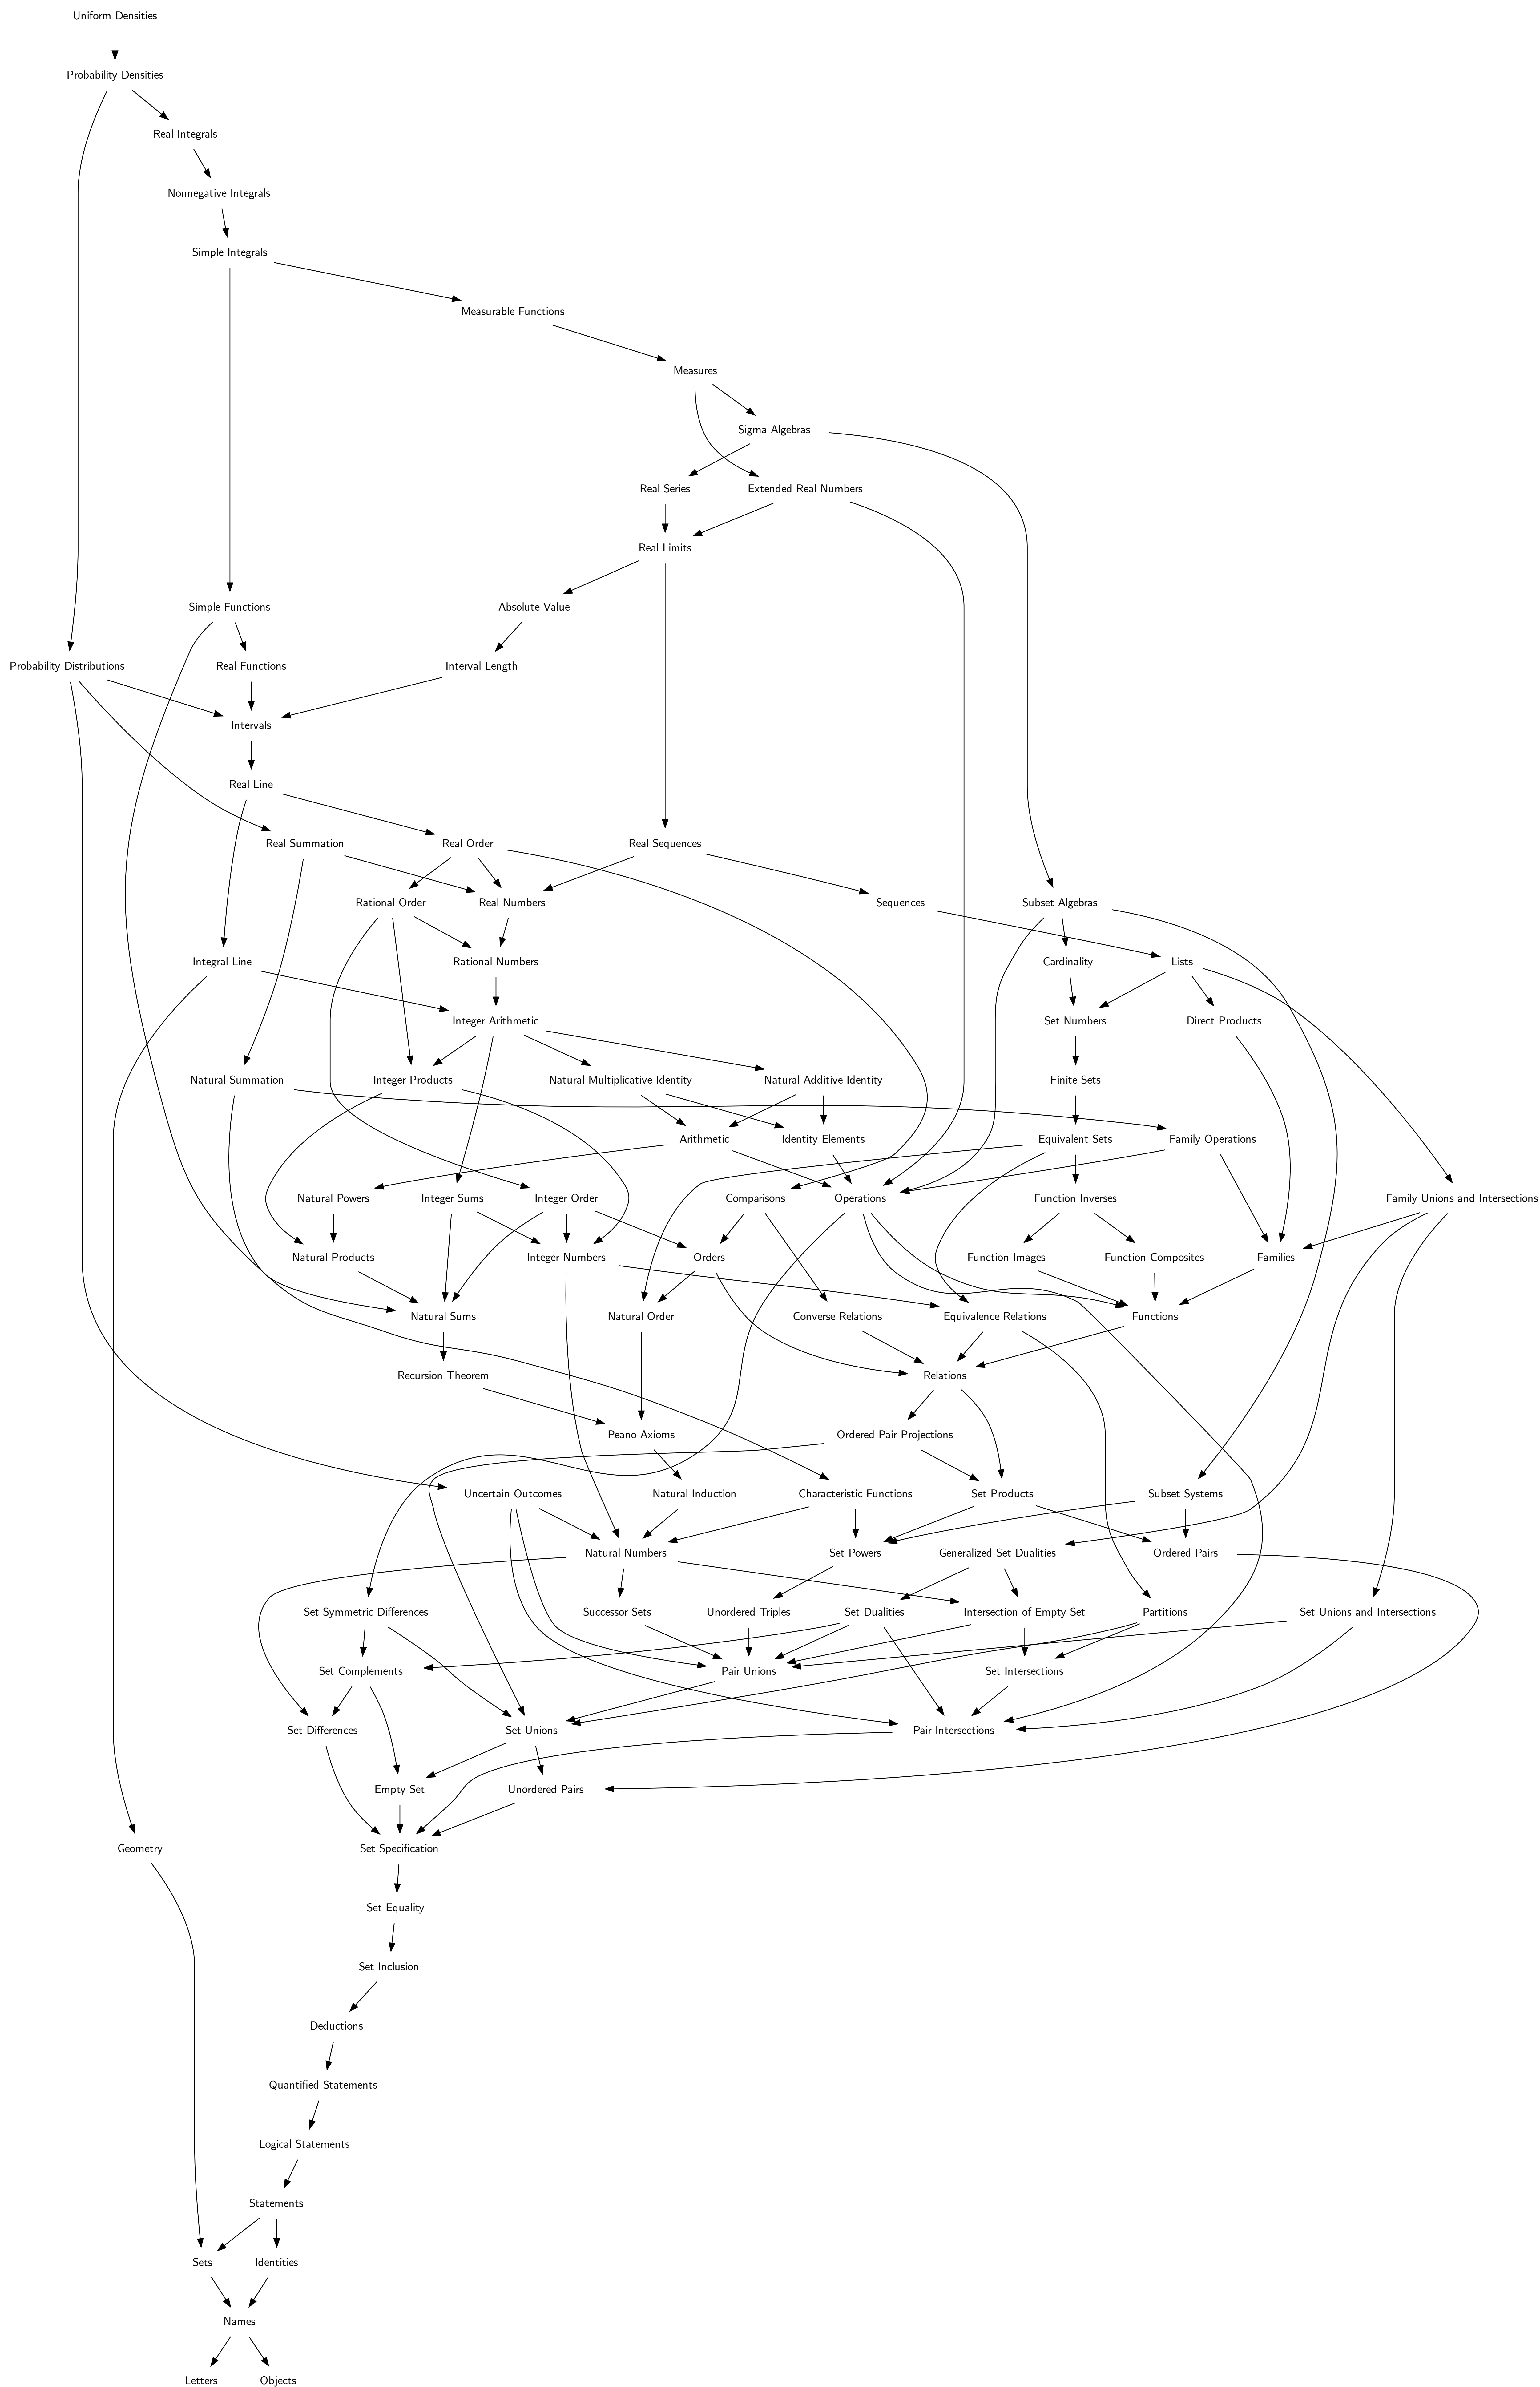 Uniform Densities
Probability Densities
Real Integrals
Nonnegative Integrals
Simple Integrals
Measurable Functions
Measures
Sigma Algebras
Real Series
Extended Real Numbers
Real Limits
Simple Functions
Absolute Value
Probability Distributions
Real Functions
Interval Length
Intervals
Real Line
Real Summation
Real Order
Real Sequences
Rational Order
Real Numbers
Sequences
Subset Algebras
Integral Line
Rational Numbers
Cardinality
Lists
Integer Arithmetic
Set Numbers
Direct Products
Natural Summation
Integer Products
Natural Multiplicative Identity
Natural Additive Identity
Finite Sets
Arithmetic
Identity Elements
Equivalent Sets
Family Operations
Natural Powers
Integer Sums
Integer Order
Comparisons
Operations
Function Inverses
Family Unions and Intersections
Natural Products
Integer Numbers
Orders
Function Images
Function Composites
Families
Natural Sums
Natural Order
Converse Relations
Equivalence Relations
Functions
Recursion Theorem
Relations
Peano Axioms
Ordered Pair Projections
Uncertain Outcomes
Natural Induction
Characteristic Functions
Set Products
Subset Systems
Natural Numbers
Set Powers
Generalized Set Dualities
Ordered Pairs
Set Symmetric Differences
Successor Sets
Unordered Triples
Set Dualities
Intersection of Empty Set
Partitions
Set Unions and Intersections
Set Complements
Pair Unions
Set Intersections
Set Differences
Set Unions
Pair Intersections
Empty Set
Unordered Pairs
Geometry
Set Specification
Set Equality
Set Inclusion
Deductions
Quantified Statements
Logical Statements
Statements
Sets
Identities
Names
Letters
Objects